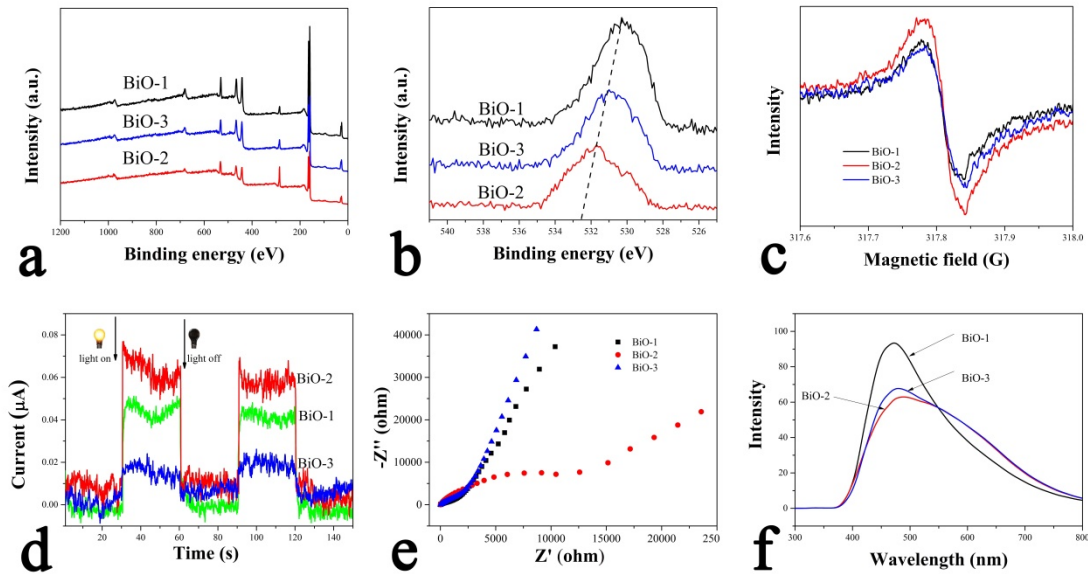 Intensity (a.u.)
BiO-1
BiO-3
BiO-2
1200 1000 800 600 400 200 0
Binding energy (eV)
a
Intensity (a.u.)
BiO-1
BiO-3
BiO-2
540 538 536 534 532 530 528 526
Binding energy (eV)
b
Intensity (a.u.)
BiO-1
BiO-2
BiO-3
317.6 317.7 317.8 317.9 318.0
Magnetic field (G)
c
Current (μA)
0.08
0.06
0.04
0.02
0.00
light on
light off
BiO-2
BiO-1
BiO-3
0 20 40 60 80 100 120 140
Time (s)
d
-Z'' (ohm)
40000
30000
20000
10000
0
BiO-1
BiO-2
BiO-3
0 5000 10000 15000 20000 250
Z' (ohm)
e
Intensity
100
80
60
40
20
0
BiO-1
BiO-3
BiO-2
300 400 500 600 700 800
Wavelength (nm)
f